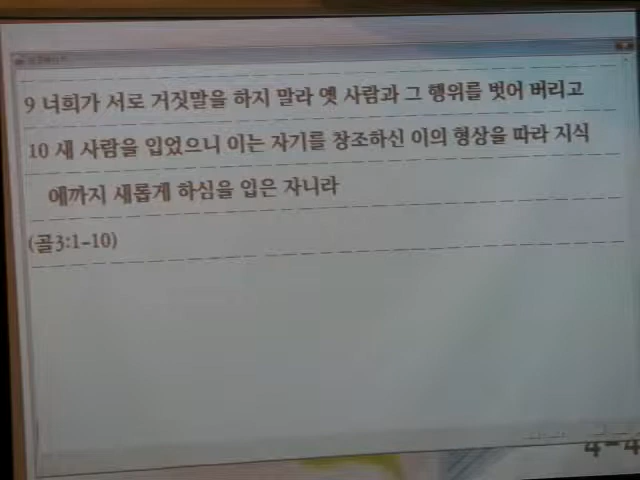 9 너희가 서로 거짓말을 하지 말라 옛 사람과 그 행위를 벗어 버리고
10 새 사람을 입었으니 이는 자기를 창조하신 이의 형상을 따라 지식
에까지 새롭게 하심을 입은 자니라
(골3:1-10)
4-4